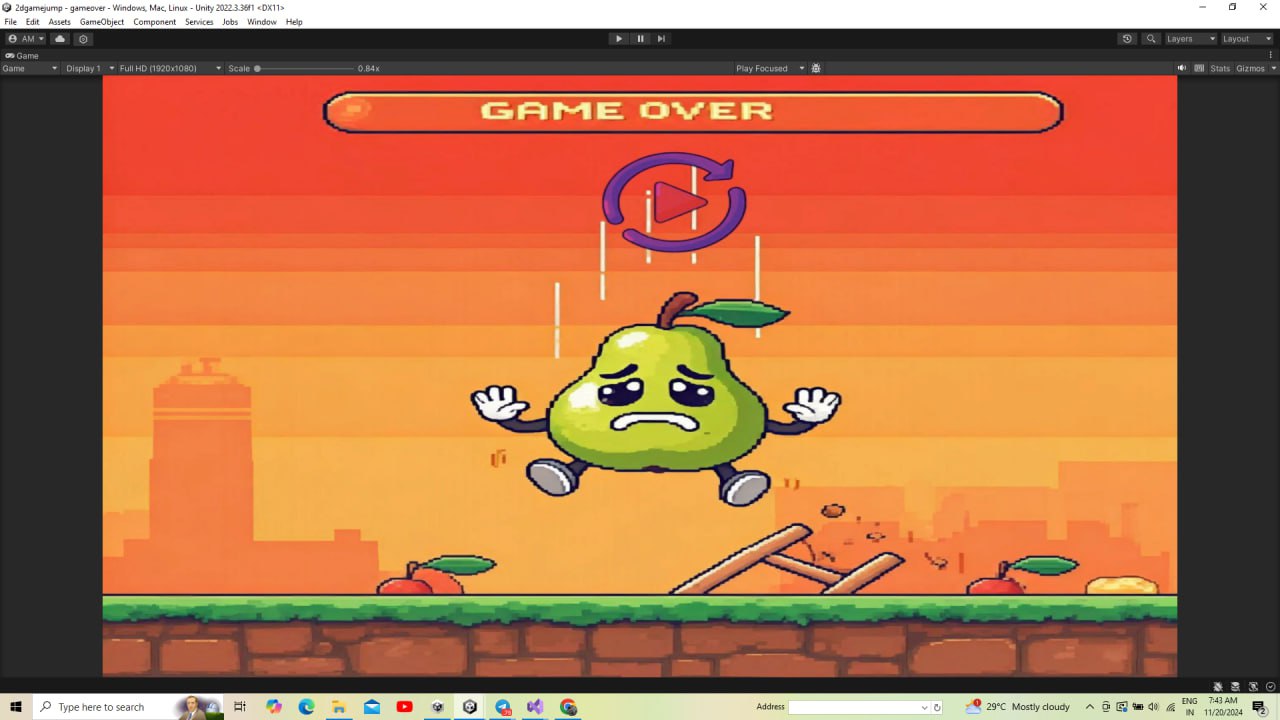 2dgamejump - gameover - Windows, Mac, Linux - Unity 2022.3.36f1 <DX11>
File Edit Assets GameObject Component Services Jobs Window Help
AM Layers Layout
Game
Game Display 1 Full HD (1920x1080) Scale 0.84x Play Focused Stats Gizmos
GAME OVER
Type here to search Address 29°C Mostly cloudy ENG IN 7:43 AM 11/20/2024 2